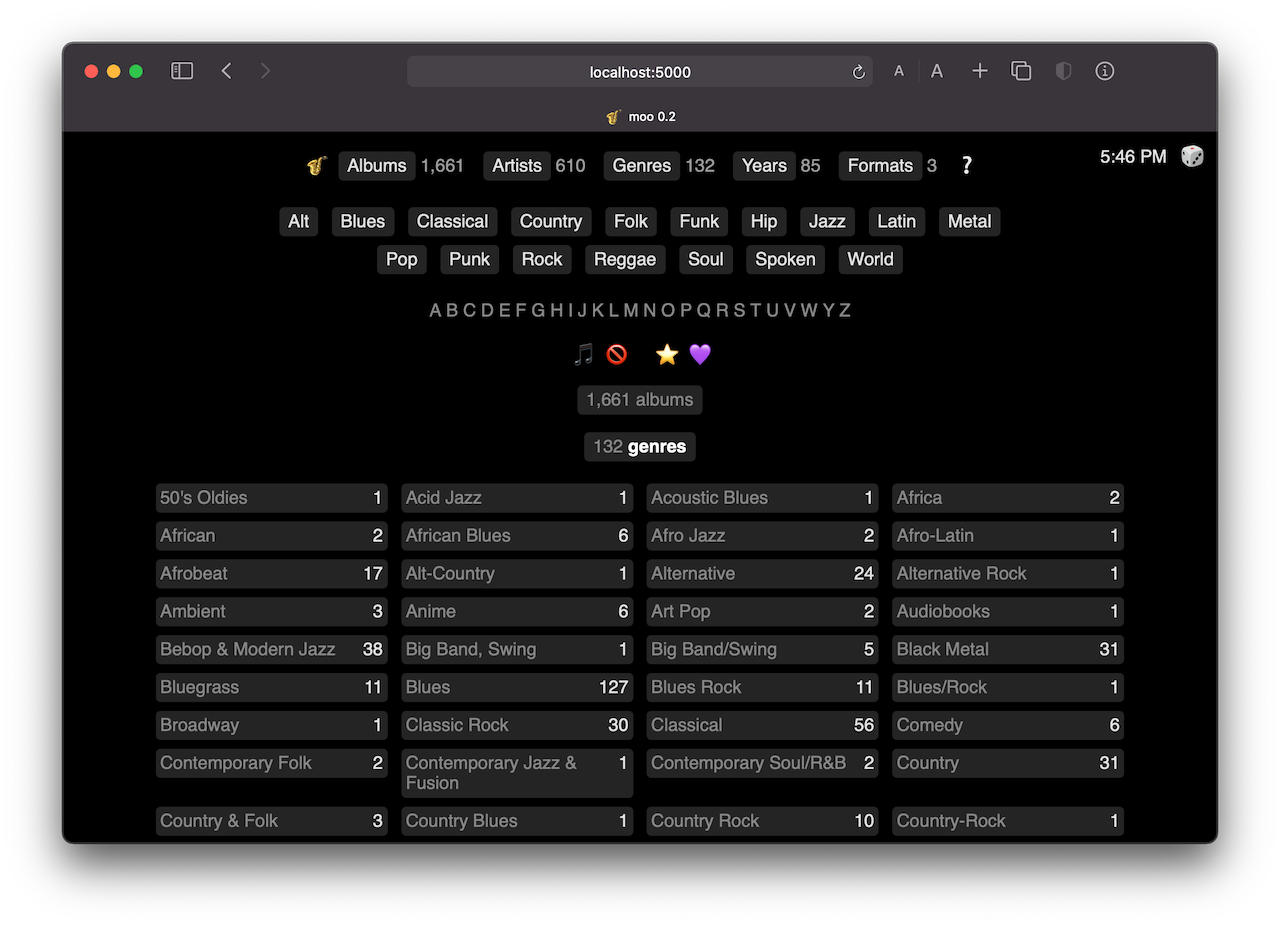 localhost:5000 A A
moo 0.2
Albums 1,661 Artists 610 Genres 132 Years 85 Formats 3 ?
5:46 PM
Alt Blues Classical Country Folk Funk Hip Jazz Latin Metal
Pop Punk Rock Reggae Soul Spoken World
A B C D E F G H I J K L M N O P Q R S T U V W Y Z
1,661 albums
132 genres
50's Oldies 1 Acid Jazz 1 Acoustic Blues 1 Africa 2
African 2 African Blues 6 Afro Jazz 2 Afro-Latin 1
Afrobeat 17 Alt-Country 1 Alternative 24 Alternative Rock 1
Ambient 3 Anime 6 Art Pop 2 Audiobooks 1
Bebop & Modern Jazz 38 Big Band, Swing 1 Big Band/Swing 5 Black Metal 31
Bluegrass 11 Blues 127 Blues Rock 11 Blues/Rock 1
Broadway 1 Classic Rock 30 Classical 56 Comedy 6
Contemporary Folk 2 Contemporary Jazz & 1 Contemporary Soul/R&B 2 Country 31
Fusion
Country & Folk 3 Country Blues 1 Country Rock 10 Country-Rock 1